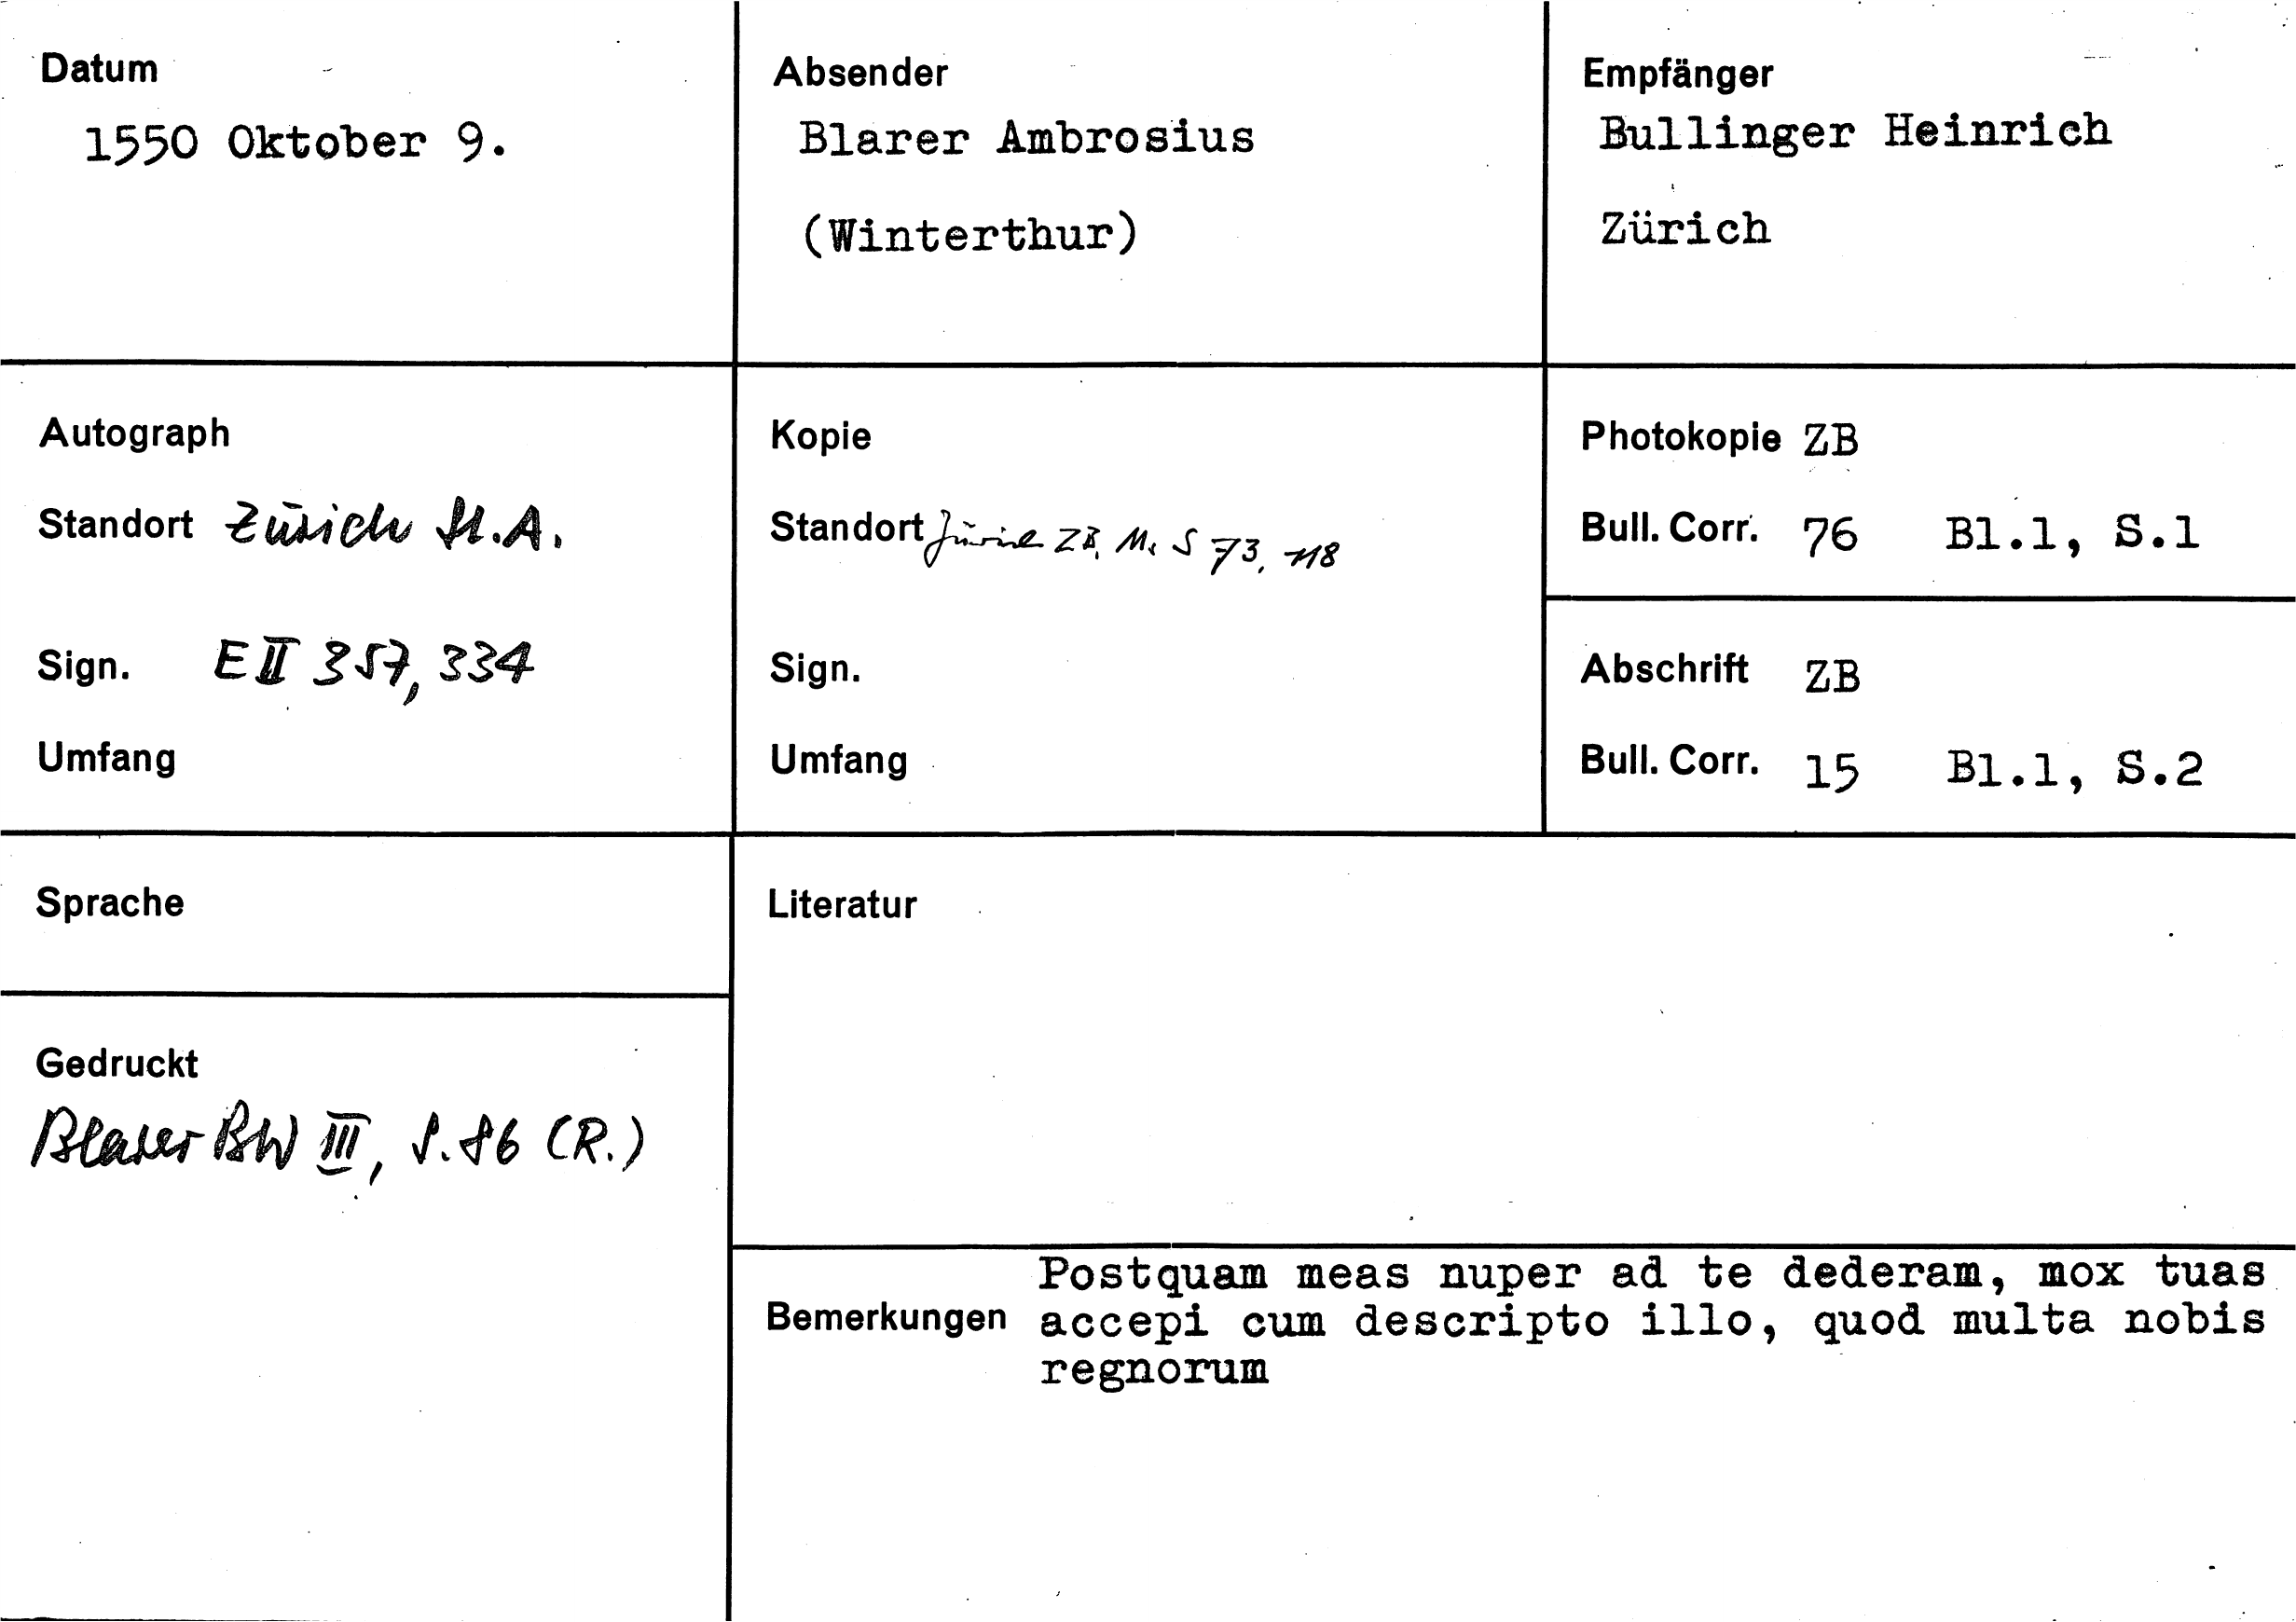 Datum
1550 Oktober 9.
Absender
Blarer Ambrosius
(Winterthur)
Empfänger
Bullinger Heinrich
Zürich
Autograph
Standort Zürich St.A.
Sign. E II 357, 334
Umfang
Kopie
Standort Zürich ZB, Ms S 73, 118
Sign.
Umfang
Photokopie ZB
Bull. Corr. 76 Bl.1, S.1
Abschrift ZB
Bull. Corr. 15 Bl.1, S.2
Sprache
Gedruckt
Blarer BW III, S. 86 (R.)
Literatur
Bemerkungen
Postquam meas nuper ad te dederam, mox tuas
accepi cum descripto illo, quod multa nobis
regnorum